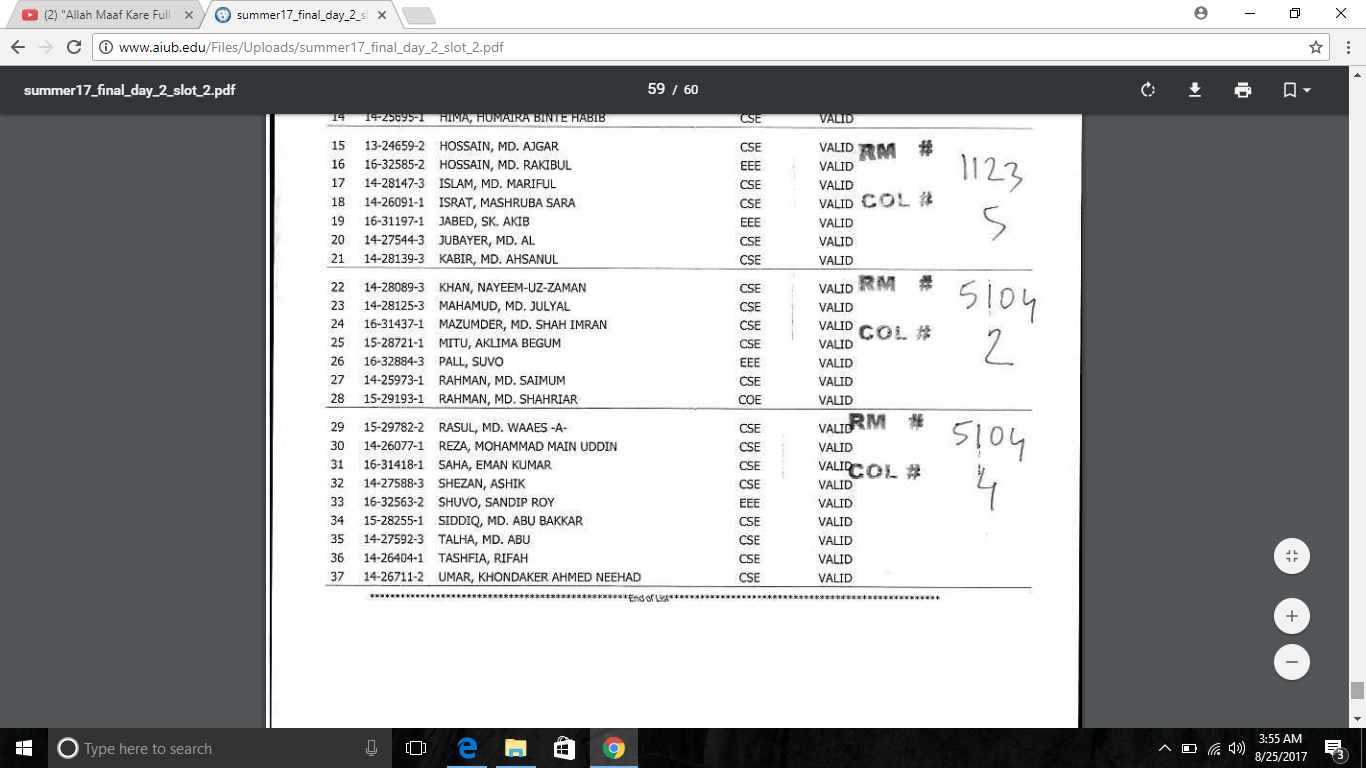 (2) "Allah Maaf Kare Full
summer17_final_day_2_sl
www.aiub.edu/Files/Uploads/summer17_final_day_2_slot_2.pdf
summer17_final_day_2_slot_2.pdf
59 / 60
14 14-25695-1 HIMA, HUMAIRA BINTE HABIB CSE VALID
15 13-24659-2 HOSSAIN, MD. AJGAR CSE VALID RM # 1123
16 16-32585-2 HOSSAIN, MD. RAKIBUL EEE VALID
17 14-28147-3 ISLAM, MD. MARIFUL CSE VALID
18 14-26091-1 ISRAT, MASHRUBA SARA CSE VALID COL # 5
19 16-31197-1 JABED, SK. AKIB EEE VALID
20 14-27544-3 JUBAYER, MD. AL CSE VALID
21 14-28139-3 KABIR, MD. AHSANUL CSE VALID
22 14-28089-3 KHAN, NAYEEM-UZ-ZAMAN CSE VALID RM # 5104
23 14-28125-3 MAHAMUD, MD. JULYAL CSE VALID
24 16-31437-1 MAZUMDER, MD. SHAH IMRAN CSE VALID COL # 2
25 15-28721-1 MITU, AKLIMA BEGUM CSE VALID
26 16-32884-3 PALL, SUVO EEE VALID
27 14-25973-1 RAHMAN, MD. SAIMUM CSE VALID
28 15-29193-1 RAHMAN, MD. SHAHRIAR COE VALID
29 15-29782-2 RASUL, MD. WAAES -A- CSE VALID RM # 5104
30 14-26077-1 REZA, MOHAMMAD MAIN UDDIN CSE VALID
31 16-31418-1 SAHA, EMAN KUMAR CSE VALID COL # 4
32 14-27588-3 SHEZAN, ASHIK CSE VALID
33 16-32563-2 SHUVO, SANDIP ROY EEE VALID
34 15-28255-1 SIDDIQ, MD. ABU BAKKAR CSE VALID
35 14-27592-3 TALHA, MD. ABU CSE VALID
36 14-26404-1 TASHFIA, RIFAH CSE VALID
37 14-26711-2 UMAR, KHONDAKER AHMED NEEHAD CSE VALID
End of List
Type here to search
3:55 AM
8/25/2017
3